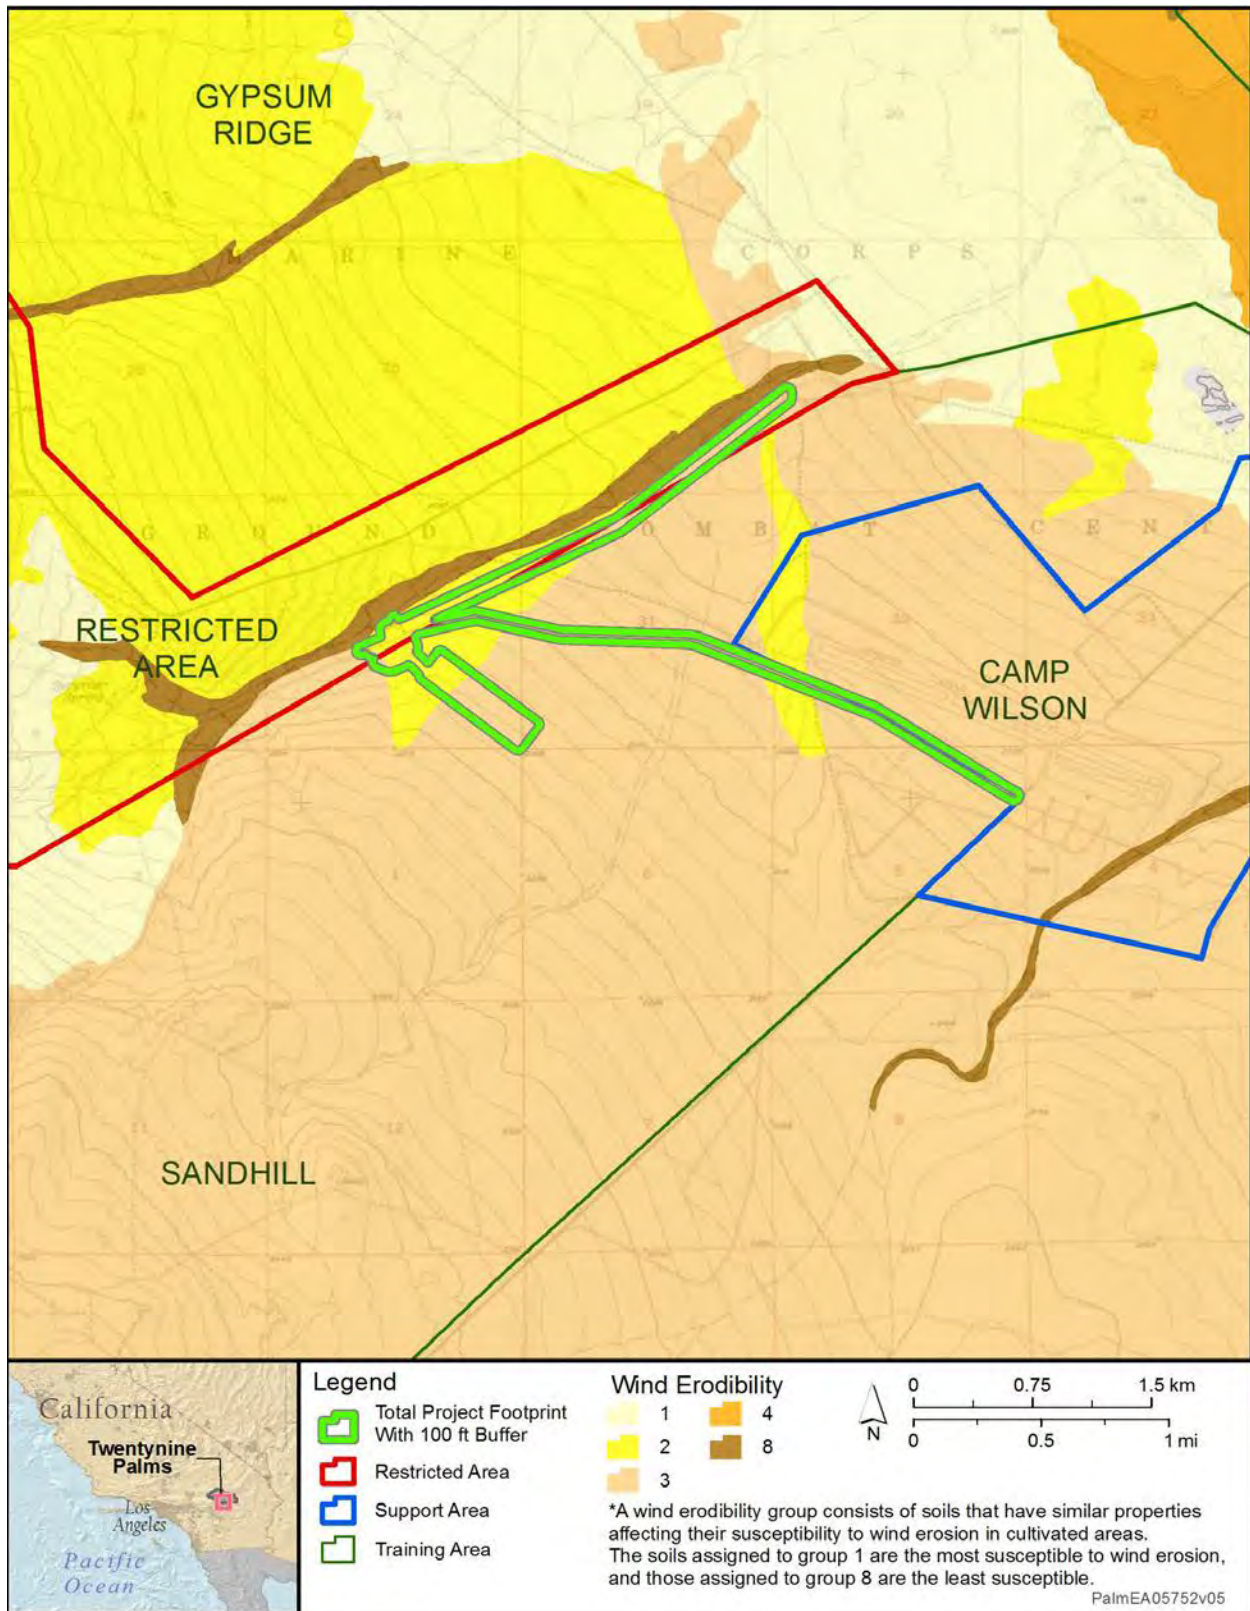 GYPSUM
RIDGE
M A R I N E
C O R P S
G R O U N D
O M B A T
C E N T
RESTRICTED
AREA
CAMP
WILSON
SANDHILL
California
Twentynine
Palms
Los
Angeles
Pacific
Ocean
Legend
Total Project Footprint
With 100 ft Buffer
Restricted Area
Support Area
Training Area
Wind Erodibility
1
2
3
4
8
N
0 0.75 1.5 km
0 0.5 1 mi
*A wind erodibility group consists of soils that have similar properties
affecting their susceptibility to wind erosion in cultivated areas.
The soils assigned to group 1 are the most susceptible to wind erosion,
and those assigned to group 8 are the least susceptible.
PalmEA05752v05